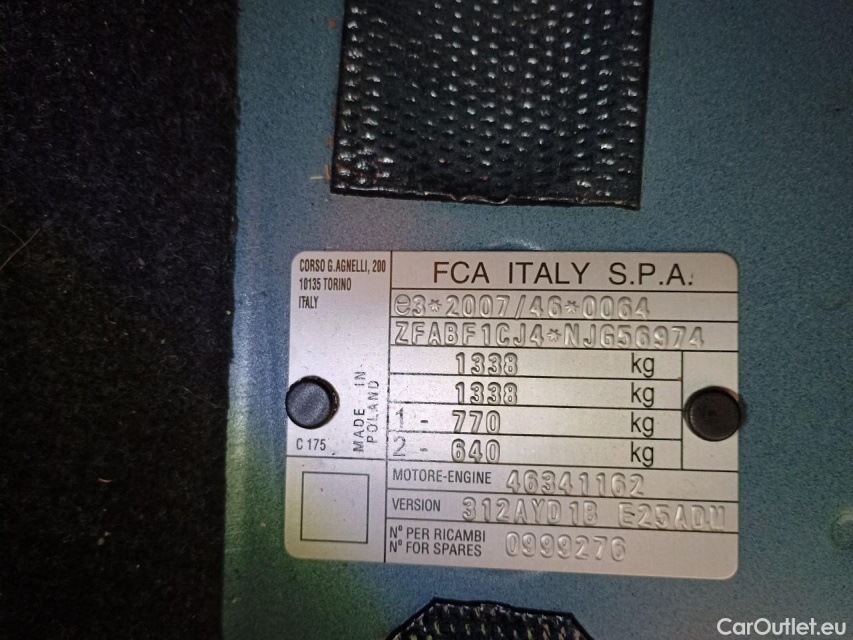 CORSO G.AGNELLI, 200
10135 TORINO
ITALY
FCA ITALY S.P.A.
e3*2007/46*0064
ZFABF1CJ4*NJG56974
1338 kg
1338 kg
1- 770 kg
2- 640 kg
MADE IN
POLAND
C 175
MOTORE-ENGINE 46341162
VERSION 312AYD1B E25ADM
N° PER RICAMBI
N° FOR SPARES 0999276
CarOutlet.eu